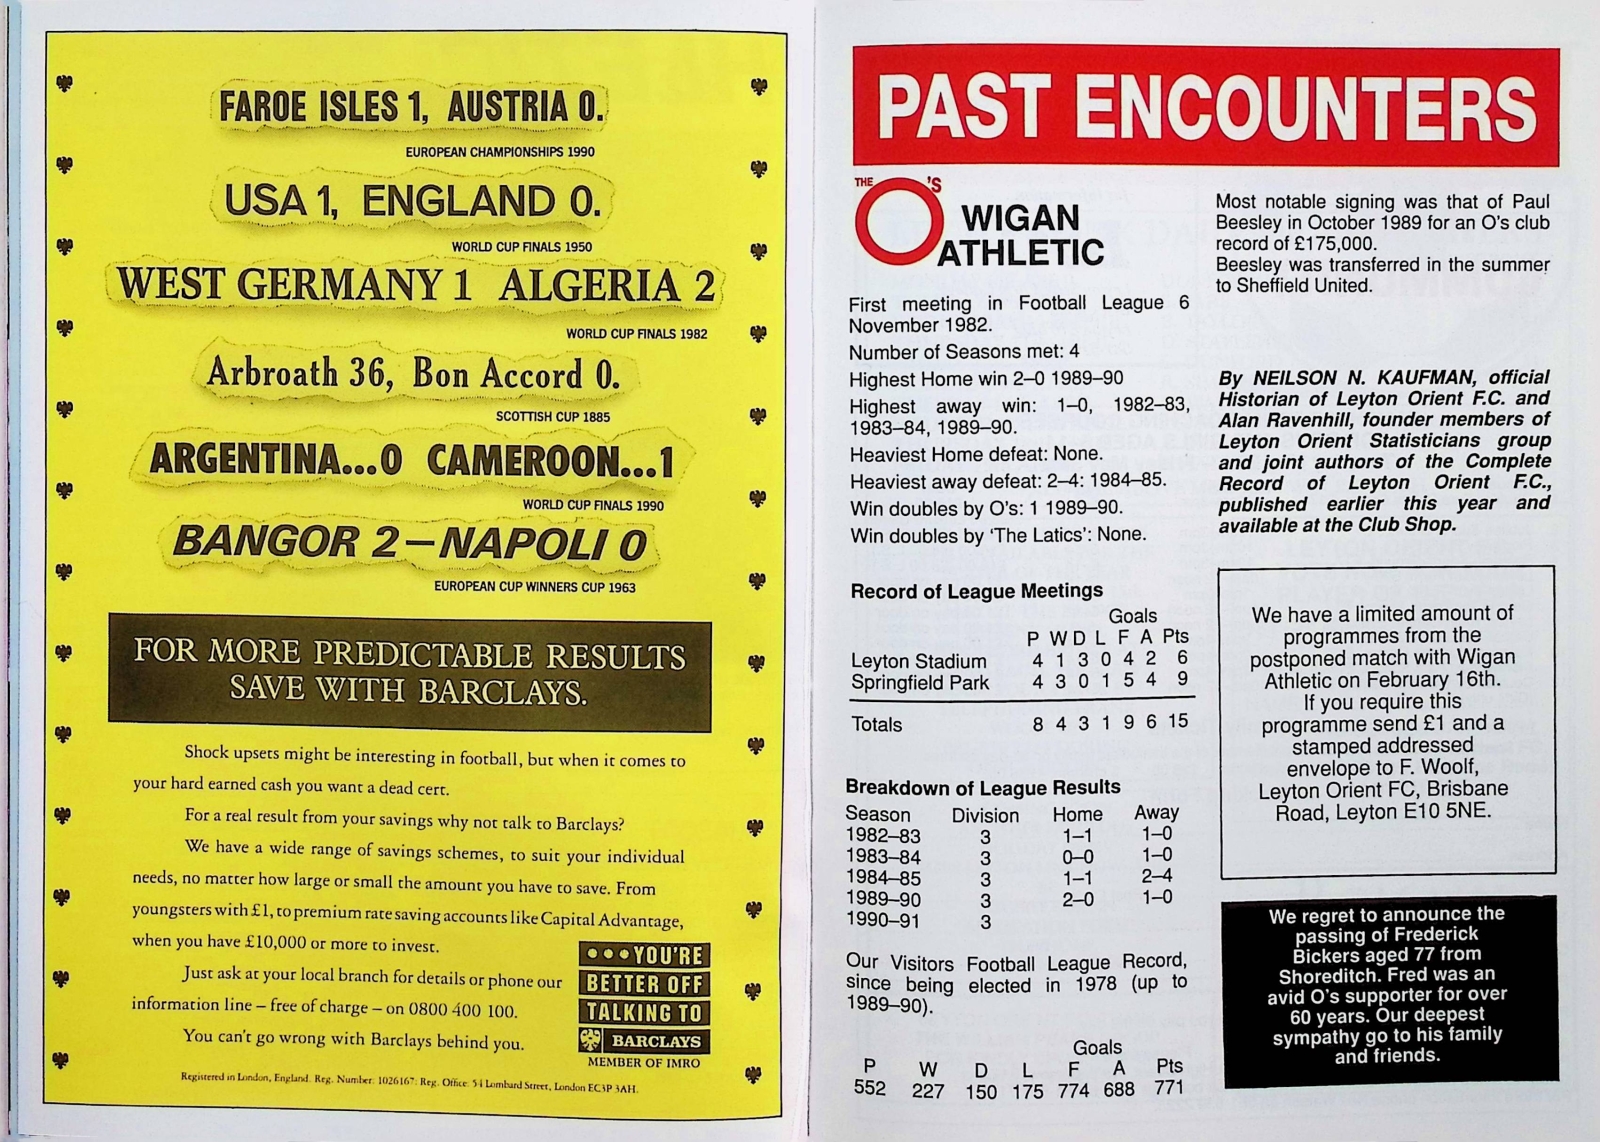 FAROE ISLES 1, AUSTRIA 0.
EUROPEAN CHAMPIONSHIPS 1990
USA 1, ENGLAND 0.
WORLD CUP FINALS 1950
WEST GERMANY 1 ALGERIA 2
WORLD CUP FINALS 1982
Arbroath 36, Bon Accord 0.
SCOTTISH CUP 1885
ARGENTINA...0 CAMEROON...1
WORLD CUP FINALS 1990
BANGOR 2–NAPOLI 0
EUROPEAN CUP WINNERS CUP 1963
FOR MORE PREDICTABLE RESULTS
SAVE WITH BARCLAYS.
Shock upsets might be interesting in football, but when it comes to
your hard earned cash you want a dead cert.
For a real result from your savings why not talk to Barclays?
We have a wide range of savings schemes, to suit your individual
needs, no matter how large or small the amount you have to save. From
youngsters with £1, to premium rate saving accounts like Capital Advantage,
when you have £10,000 or more to invest.
Just ask at your local branch for details or phone our
information line – free of charge – on 0800 400 100.
You can't go wrong with Barclays behind you.
•••YOU'RE
BETTER OFF
TALKING TO
BARCLAYS
MEMBER OF IMRO
Registered in London, England. Reg. Number: 1026167: Reg. Office: 54 Lombard Street, London EC3P 3AH.
PAST ENCOUNTERS
THE O'S
WIGAN
ATHLETIC
First meeting in Football League 6
November 1982.
Number of Seasons met: 4
Highest Home win 2–0 1989–90
Highest away win: 1–0, 1982–83,
1983–84, 1989–90.
Heaviest Home defeat: None.
Heaviest away defeat: 2–4: 1984–85.
Win doubles by O's: 1 1989–90.
Win doubles by 'The Latics': None.
Record of League Meetings
Goals
P W D L F A Pts
Leyton Stadium 4 1 3 0 4 2 6
Springfield Park 4 3 0 1 5 4 9
Totals 8 4 3 1 9 6 15
Breakdown of League Results
Season Division Home Away
1982–83 3 1–1 1–0
1983–84 3 0–0 1–0
1984–85 3 1–1 2–4
1989–90 3 2–0 1–0
1990–91 3
Our Visitors Football League Record,
since being elected in 1978 (up to
1989–90).
Goals
P W D L F A Pts
552 227 150 175 774 688 771
Most notable signing was that of Paul
Beesley in October 1989 for an O's club
record of £175,000.
Beesley was transferred in the summer
to Sheffield United.
By NEILSON N. KAUFMAN, official
Historian of Leyton Orient F.C. and
Alan Ravenhill, founder members of
Leyton Orient Statisticians group
and joint authors of the Complete
Record of Leyton Orient F.C.,
published earlier this year and
available at the Club Shop.
We have a limited amount of
programmes from the
postponed match with Wigan
Athletic on February 16th.
If you require this
programme send £1 and a
stamped addressed
envelope to F. Woolf,
Leyton Orient FC, Brisbane
Road, Leyton E10 5NE.
We regret to announce the
passing of Frederick
Bickers aged 77 from
Shoreditch. Fred was an
avid O's supporter for over
60 years. Our deepest
sympathy go to his family
and friends.